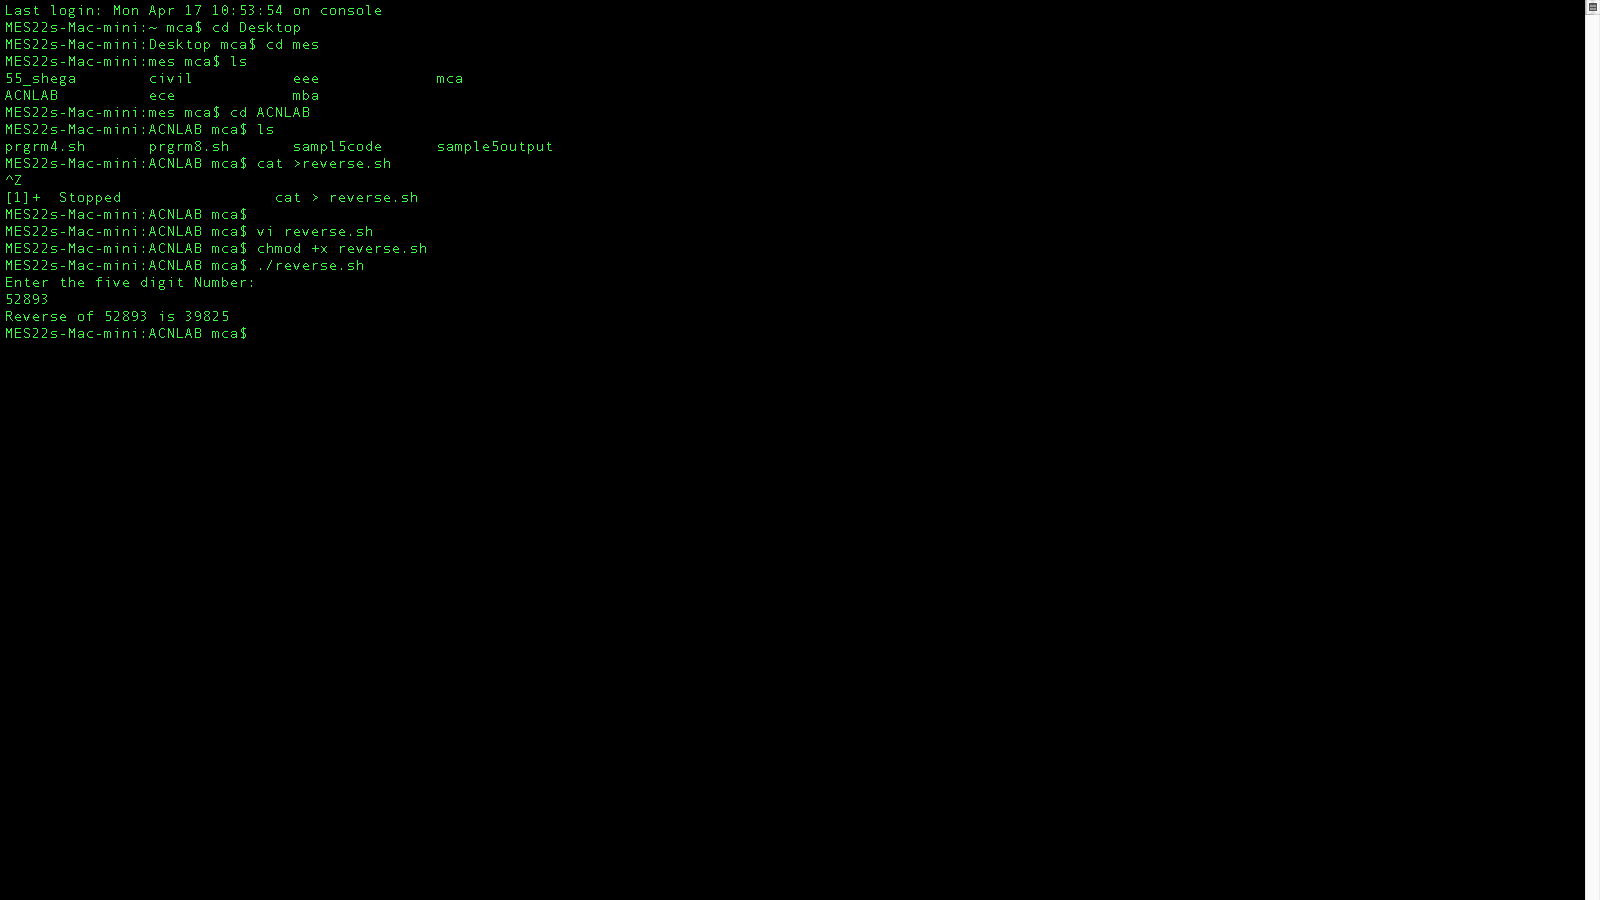 Last login: Mon Apr 17 10:53:54 on console
MES22s-Mac-mini:~ mca$ cd Desktop
MES22s-Mac-mini:Desktop mca$ cd mes
MES22s-Mac-mini:mes mca$ ls
55_shega        civil           eee             mca
ACNLAB          ece             mba
MES22s-Mac-mini:mes mca$ cd ACNLAB
MES22s-Mac-mini:ACNLAB mca$ ls
prgrm4.sh       prgrm8.sh       sampl5code      sample5output
MES22s-Mac-mini:ACNLAB mca$ cat >reverse.sh
^Z
[1]+  Stopped                 cat > reverse.sh
MES22s-Mac-mini:ACNLAB mca$
MES22s-Mac-mini:ACNLAB mca$ vi reverse.sh
MES22s-Mac-mini:ACNLAB mca$ chmod +x reverse.sh
MES22s-Mac-mini:ACNLAB mca$ ./reverse.sh
Enter the five digit Number:
52893
Reverse of 52893 is 39825
MES22s-Mac-mini:ACNLAB mca$